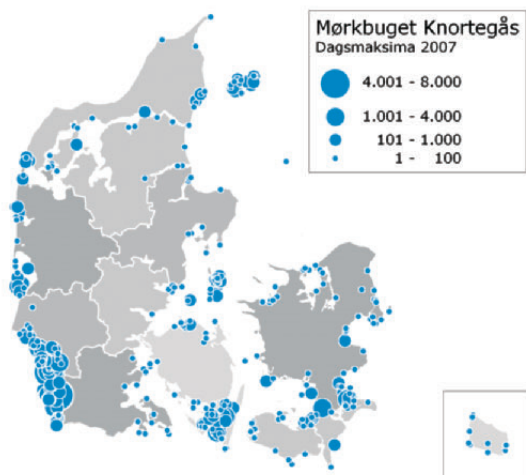 Mørkbuget Knortegås
Dagsmaksima 2007
4.001 - 8.000
1.001 - 4.000
101 - 1.000
1 - 100